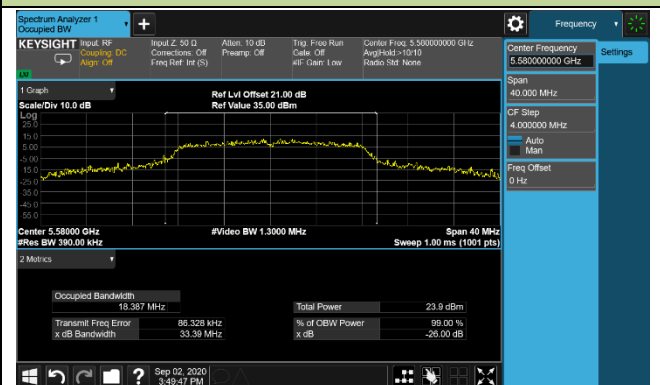 Spectrum Analyzer 1
Occupied BW
Frequency
KEYSIGHT
Input: RF
Coupling: DC
Align: Off
Input Z: 50 Ω
Corrections: Off
Freq Ref: Int (S)
Atten: 10 dB
Preamp: Off
Trig: Free Run
Gate: Off
#IF Gain: Low
Center Freq: 5.580000000 GHz
Avg|Hold:>10/10
Radio Std: None
Center Frequency
5.580000000 GHz
Settings
Span
40.000 MHz
CF Step
4.000000 MHz
Auto
Man
Freq Offset
0 Hz
1 Graph
Scale/Div 10.0 dB
Ref Lvl Offset 21.00 dB
Ref Value 35.00 dBm
Log
25.0
15.0
5.00
-5.00
-15.0
-25.0
-35.0
-45.0
-55.0
Center 5.58000 GHz
#Video BW 1.3000 MHz
Span 40 MHz
#Res BW 390.00 kHz
Sweep 1.00 ms (1001 pts)
2 Metrics
Occupied Bandwidth
18.387 MHz
Total Power 23.9 dBm
Transmit Freq Error 86.328 kHz
% of OBW Power 99.00 %
x dB Bandwidth 33.39 MHz
x dB -26.00 dB
Sep 02, 2020
3:49:47 PM